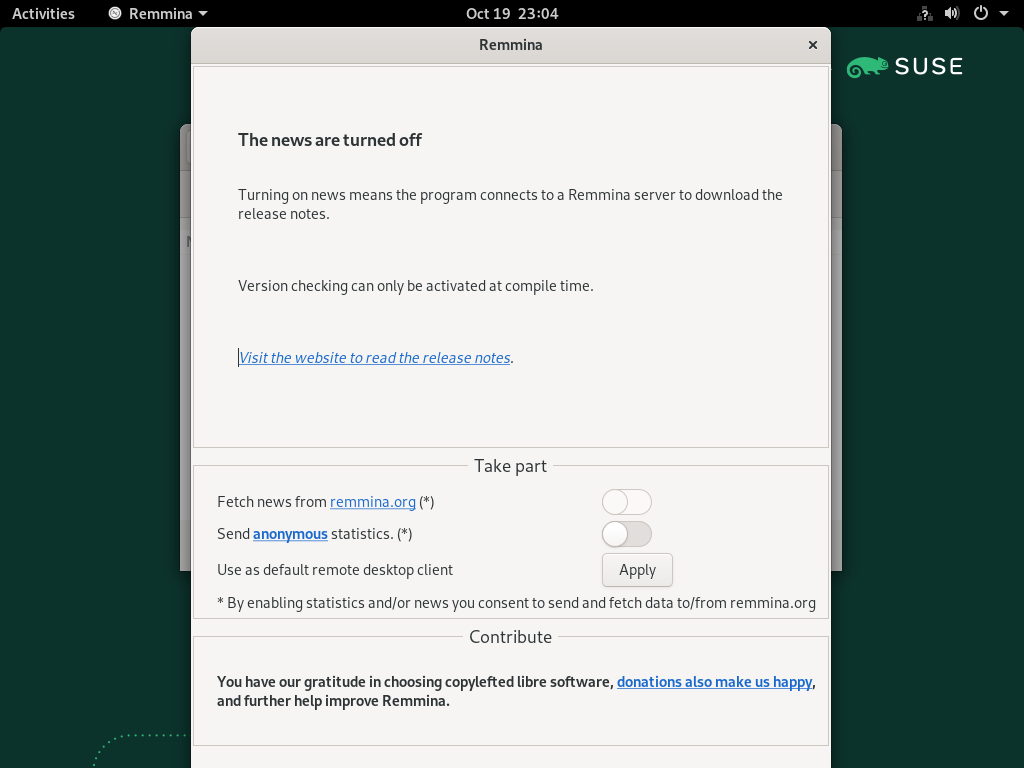 Activities Remmina Oct 19 23:04
Remmina
SUSE
The news are turned off
Turning on news means the program connects to a Remmina server to download the
release notes.
Version checking can only be activated at compile time.
Visit the website to read the release notes.
Take part
Fetch news from remmina.org (*)
Send anonymous statistics. (*)
Use as default remote desktop client Apply
* By enabling statistics and/or news you consent to send and fetch data to/from remmina.org
Contribute
You have our gratitude in choosing copylefted libre software, donations also make us happy,
and further help improve Remmina.